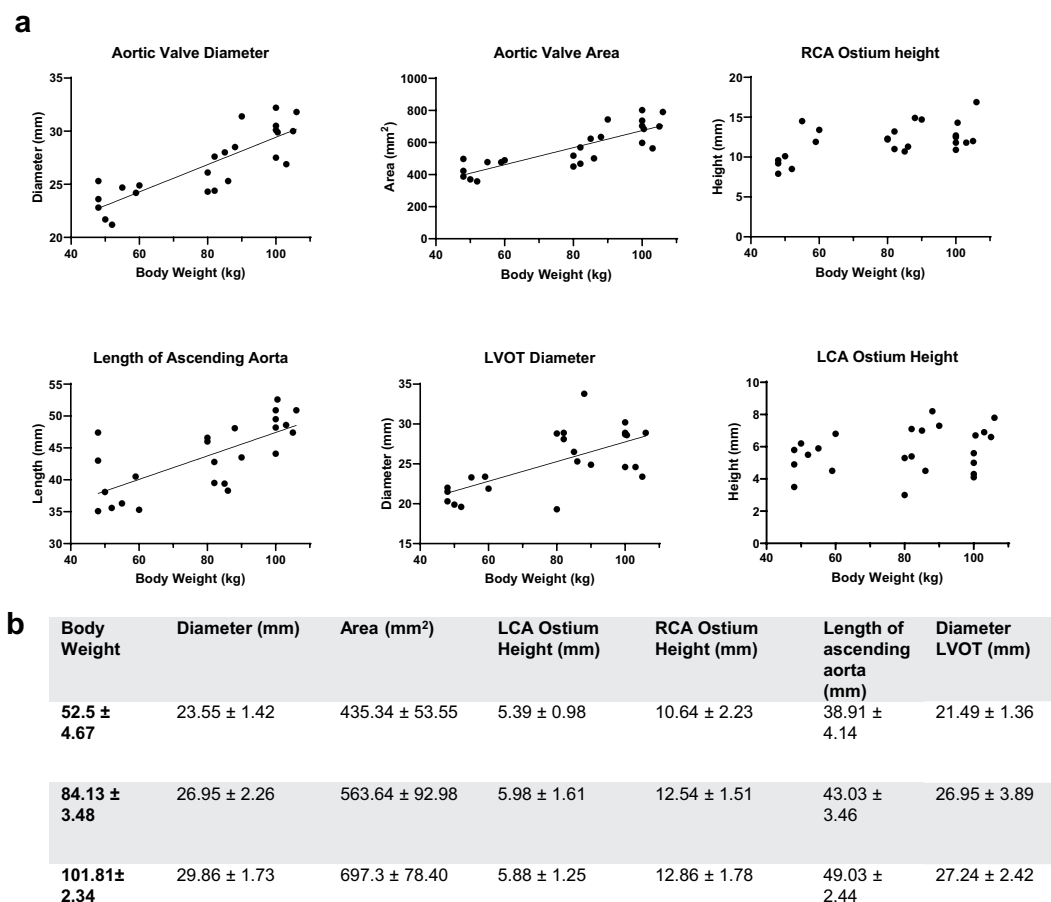 a
Aortic Valve Diameter
35
30
25
20
Diameter (mm)
40 60 80 100
Body Weight (kg)
Aortic Valve Area
1000
800
600
400
200
0
Area (mm²)
40 60 80 100
Body Weight (kg)
RCA Ostium height
20
15
10
5
0
Height (mm)
40 60 80 100
Body Weight (kg)
Length of Ascending Aorta
55
50
45
40
35
30
Length (mm)
40 60 80 100
Body Weight (kg)
LVOT Diameter
35
30
25
20
15
Diameter (mm)
40 60 80 100
Body Weight (kg)
LCA Ostium Height
10
8
6
4
2
0
Height (mm)
40 60 80 100
Body Weight (kg)
b
Body
Weight
Diameter (mm)
Area (mm²)
LCA Ostium
Height (mm)
RCA Ostium
Height (mm)
Length of
ascending
aorta
(mm)
Diameter
LVOT (mm)
52.5 ±
4.67
23.55 ± 1.42
435.34 ± 53.55
5.39 ± 0.98
10.64 ± 2.23
38.91 ±
4.14
21.49 ± 1.36
84.13 ±
3.48
26.95 ± 2.26
563.64 ± 92.98
5.98 ± 1.61
12.54 ± 1.51
43.03 ±
3.46
26.95 ± 3.89
101.81±
2.34
29.86 ± 1.73
697.3 ± 78.40
5.88 ± 1.25
12.86 ± 1.78
49.03 ±
2.44
27.24 ± 2.42